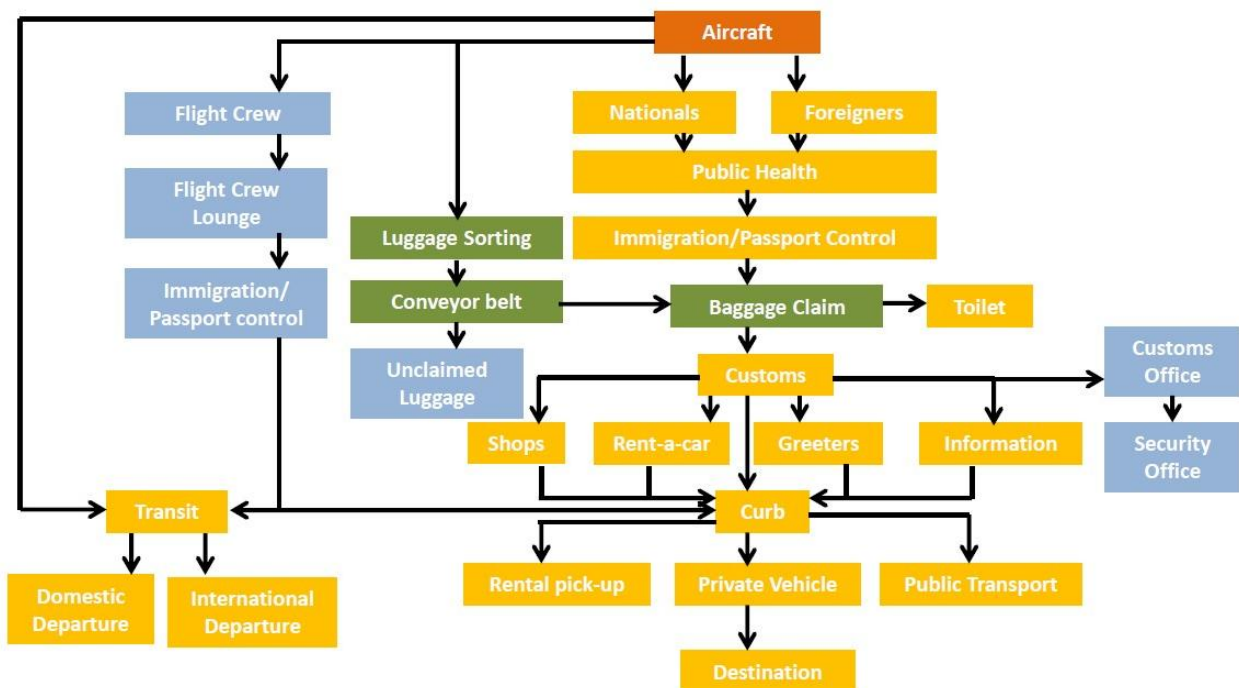 Aircraft
Flight Crew
Nationals
Foreigners
Public Health
Flight Crew
Lounge
Luggage Sorting
Immigration/Passport Control
Immigration/
Passport control
Conveyor belt
Baggage Claim
Toilet
Unclaimed
Luggage
Customs
Customs
Office
Shops
Rent-a-car
Greeters
Information
Security
Office
Transit
Curb
Domestic
Departure
International
Departure
Rental pick-up
Private Vehicle
Public Transport
Destination